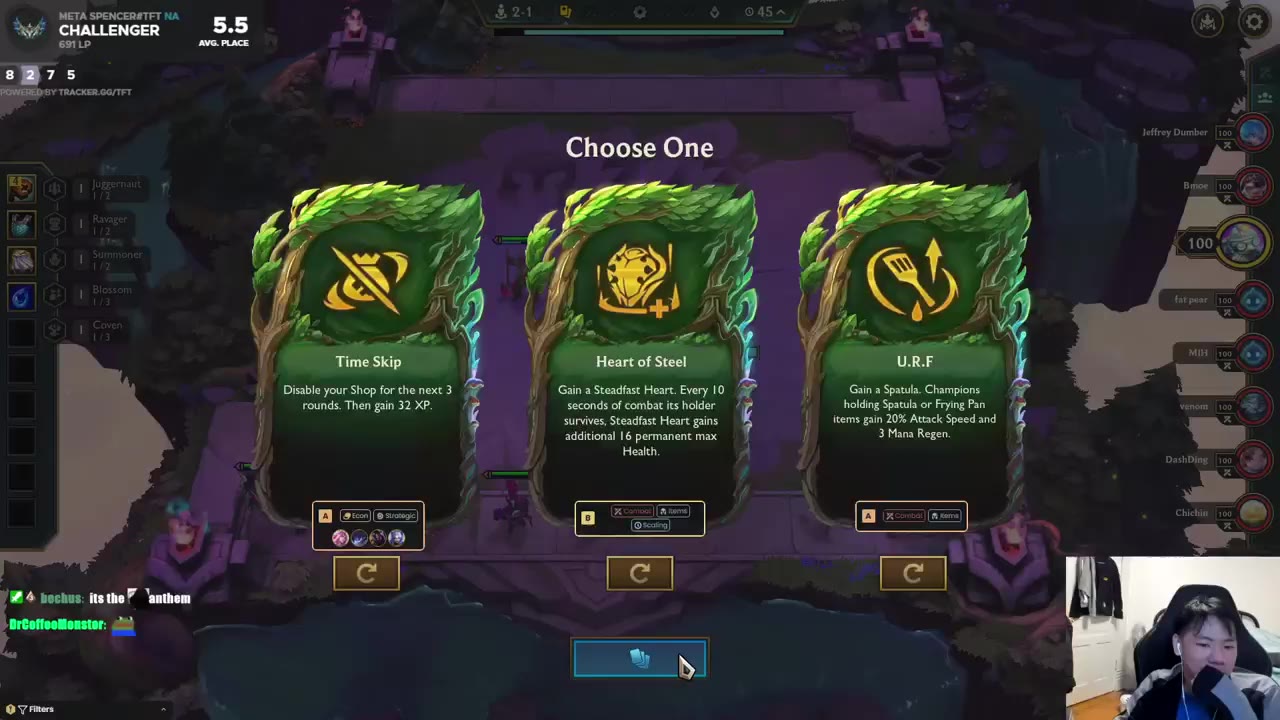 META SPENCER#TFT NA
CHALLENGER
691 LP
5.5
AVG. PLACE
8 2 7 5
POWERED BY TRACKER.GG/TFT
2-1
45
Juggernaut
1 / 2
Ravager
1 / 2
Summoner
1 / 2
Blossom
1 / 3
Coven
1 / 3
Choose One
Time Skip
Disable your Shop for the next 3
rounds. Then gain 32 XP.
A Econ Strategic
Heart of Steel
Gain a Steadfast Heart. Every 10
seconds of combat its holder
survives, Steadfast Heart gains
additional 16 permanent max
Health.
B Combat Items
Scaling
U.R.F
Gain a Spatula. Champions
holding Spatula or Frying Pan
items gain 20% Attack Speed and
3 Mana Regen.
A Combat Items
Jeffrey Dumber 100
Bmoe 100
100
fat pear 100
MIH 100
venom 100
DashDing 100
Chichin 100
bochus: its the anthem
DrCoffeeMonster:
Filters